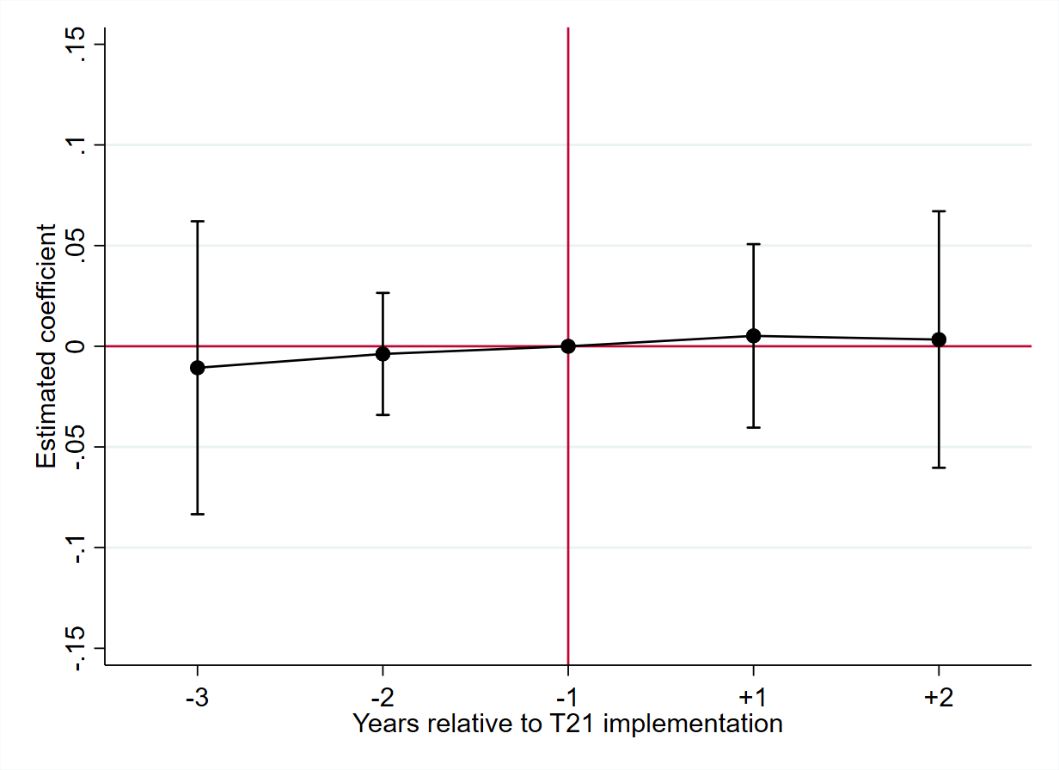 Estimated coefficient
.15
.1
.05
0
-.05
-.1
-.15
-3 -2 -1 +1 +2
Years relative to T21 implementation